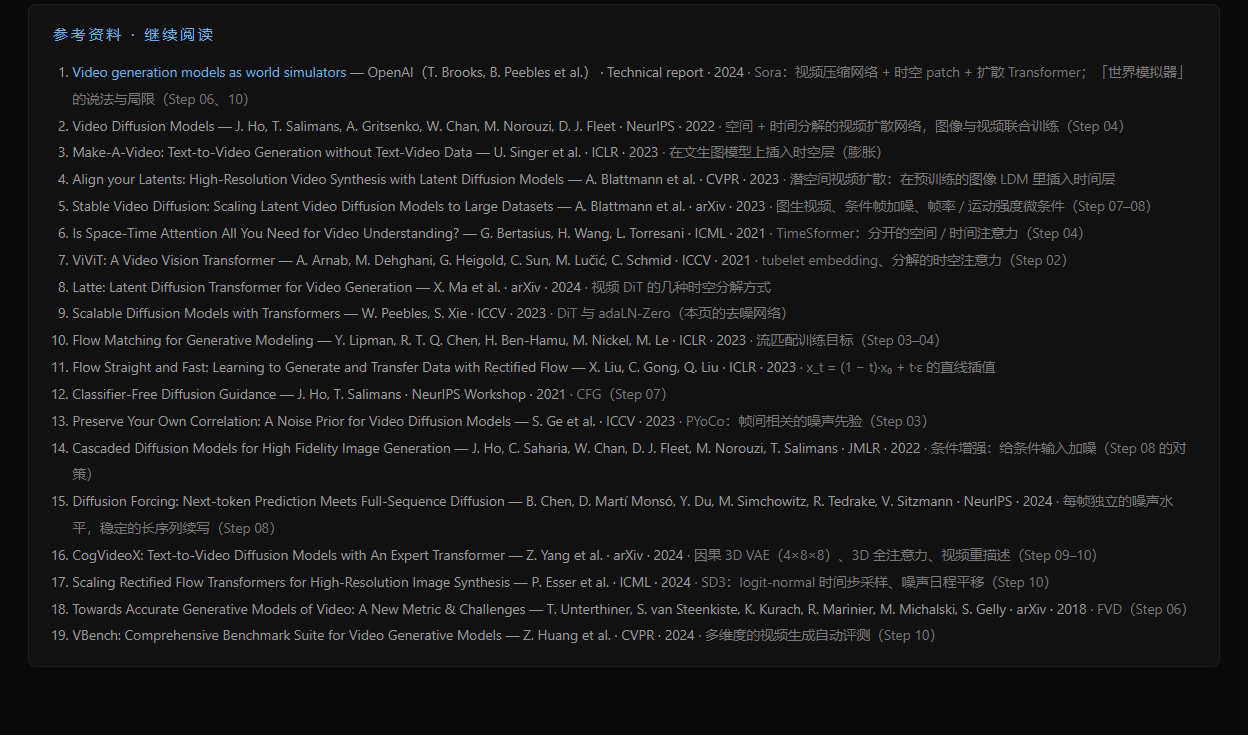 参考资料 · 继续阅读
1. Video generation models as world simulators — OpenAI（T. Brooks, B. Peebles et al.） · Technical report · 2024 · Sora：视频压缩网络 + 时空 patch + 扩散 Transformer；「世界模拟器」
的说法与局限（Step 06、10）
2. Video Diffusion Models — J. Ho, T. Salimans, A. Gritsenko, W. Chan, M. Norouzi, D. J. Fleet · NeurIPS · 2022 · 空间 + 时间分解的视频扩散网络，图像与视频联合训练（Step 04）
3. Make-A-Video: Text-to-Video Generation without Text-Video Data — U. Singer et al. · ICLR · 2023 · 在文生图模型上插入时空层（膨胀）
4. Align your Latents: High-Resolution Video Synthesis with Latent Diffusion Models — A. Blattmann et al. · CVPR · 2023 · 潜空间视频扩散：在预训练的图像 LDM 里插入时间层
5. Stable Video Diffusion: Scaling Latent Video Diffusion Models to Large Datasets — A. Blattmann et al. · arXiv · 2023 · 图生视频、条件帧加噪、帧率 / 运动强度微条件（Step 07–08）
6. Is Space-Time Attention All You Need for Video Understanding? — G. Bertasius, H. Wang, L. Torresani · ICML · 2021 · TimeSformer：分开的空间 / 时间注意力（Step 04）
7. ViViT: A Video Vision Transformer — A. Arnab, M. Dehghani, G. Heigold, C. Sun, M. Lučić, C. Schmid · ICCV · 2021 · tubelet embedding、分解的时空注意力（Step 02）
8. Latte: Latent Diffusion Transformer for Video Generation — X. Ma et al. · arXiv · 2024 · 视频 DiT 的几种时空分解方式
9. Scalable Diffusion Models with Transformers — W. Peebles, S. Xie · ICCV · 2023 · DiT 与 adaLN-Zero（本页的去噪网络）
10. Flow Matching for Generative Modeling — Y. Lipman, R. T. Q. Chen, H. Ben-Hamu, M. Nickel, M. Le · ICLR · 2023 · 流匹配训练目标（Step 03–04）
11. Flow Straight and Fast: Learning to Generate and Transfer Data with Rectified Flow — X. Liu, C. Gong, Q. Liu · ICLR · 2023 · x_t = (1 − t)·x₀ + t·ε 的直线插值
12. Classifier-Free Diffusion Guidance — J. Ho, T. Salimans · NeurIPS Workshop · 2021 · CFG（Step 07）
13. Preserve Your Own Correlation: A Noise Prior for Video Diffusion Models — S. Ge et al. · ICCV · 2023 · PYoCo：帧间相关的噪声先验（Step 03）
14. Cascaded Diffusion Models for High Fidelity Image Generation — J. Ho, C. Saharia, W. Chan, D. J. Fleet, M. Norouzi, T. Salimans · JMLR · 2022 · 条件增强：给条件输入加噪（Step 08 的对
策）
15. Diffusion Forcing: Next-token Prediction Meets Full-Sequence Diffusion — B. Chen, D. Martí Monsó, Y. Du, M. Simchowitz, R. Tedrake, V. Sitzmann · NeurIPS · 2024 · 每帧独立的噪声水
平，稳定的长序列续写（Step 08）
16. CogVideoX: Text-to-Video Diffusion Models with An Expert Transformer — Z. Yang et al. · arXiv · 2024 · 因果 3D VAE（4×8×8）、3D 全注意力、视频重描述（Step 09–10）
17. Scaling Rectified Flow Transformers for High-Resolution Image Synthesis — P. Esser et al. · ICML · 2024 · SD3：logit-normal 时间步采样、噪声日程平移（Step 10）
18. Towards Accurate Generative Models of Video: A New Metric & Challenges — T. Unterthiner, S. van Steenkiste, K. Kurach, R. Marinier, M. Michalski, S. Gelly · arXiv · 2018 · FVD（Step 06）
19. VBench: Comprehensive Benchmark Suite for Video Generative Models — Z. Huang et al. · CVPR · 2024 · 多维度的视频生成自动评测（Step 10）